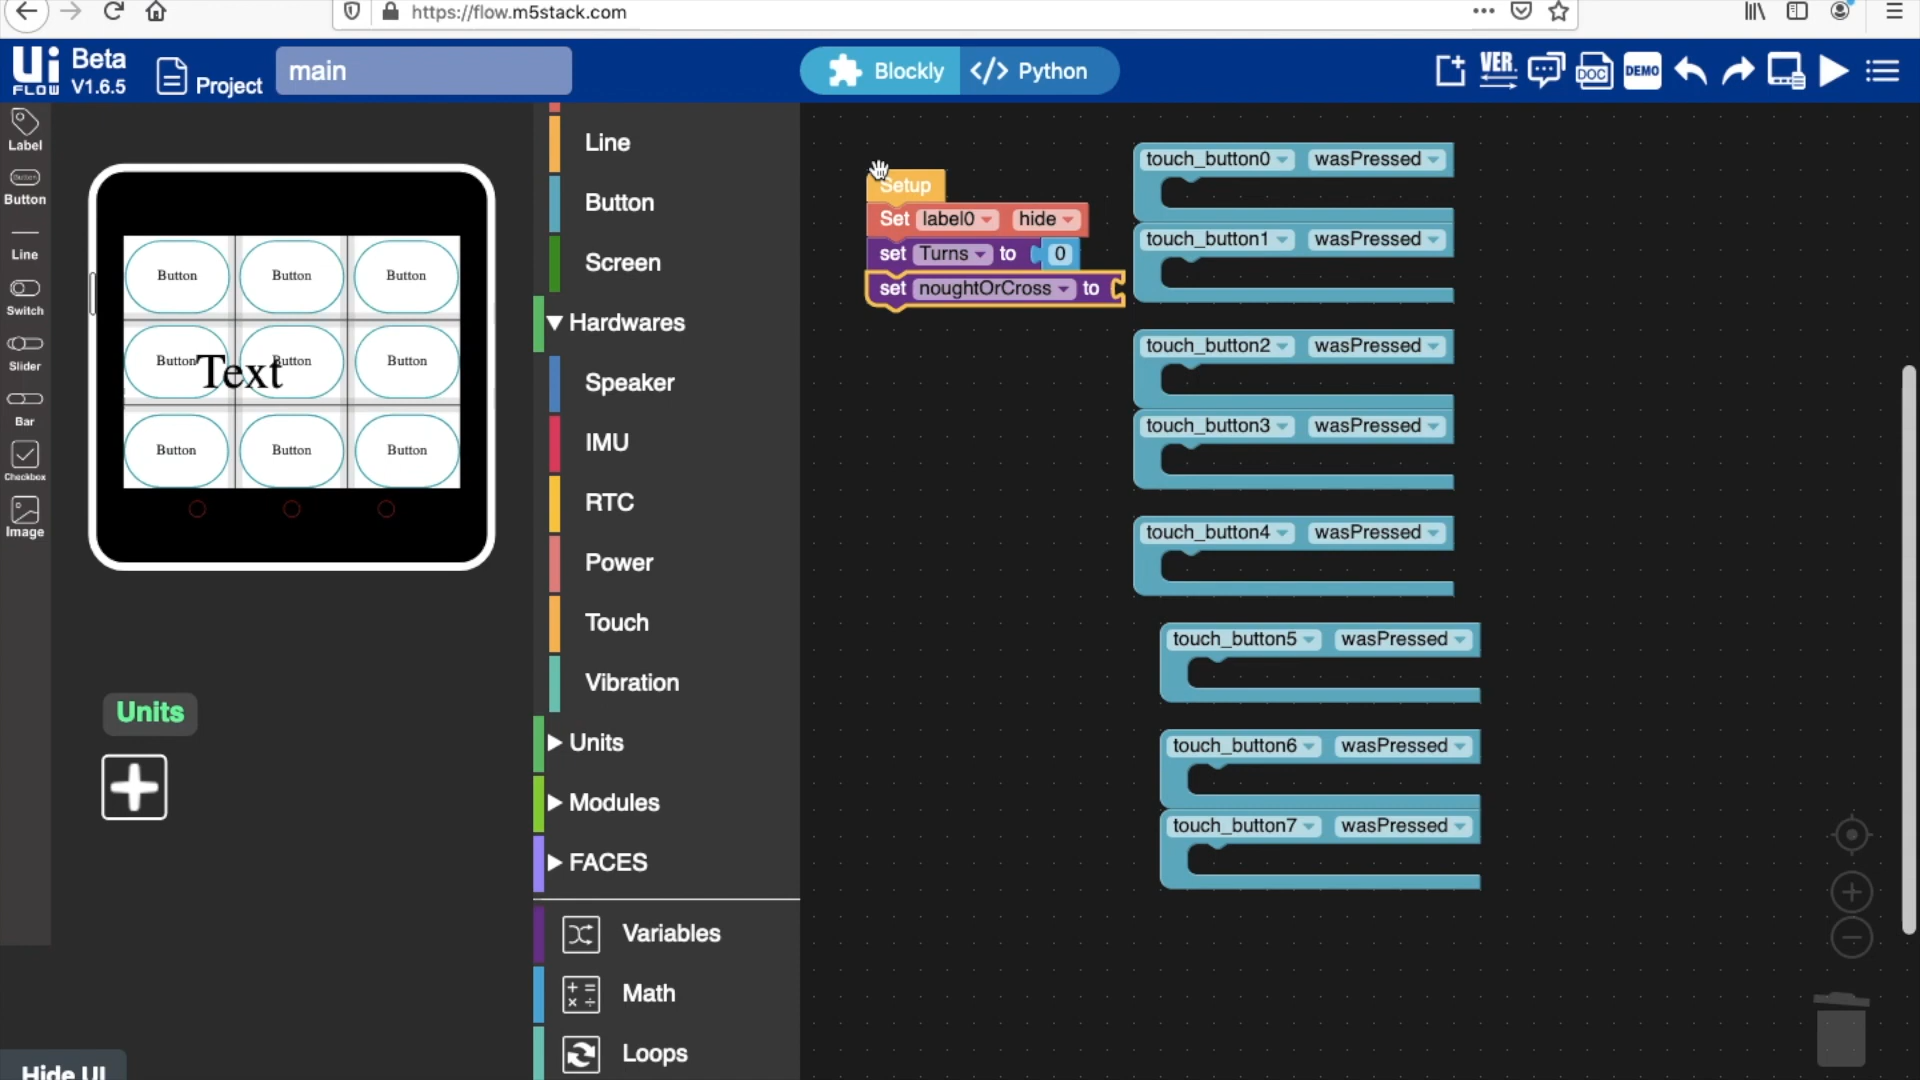 https://flow.m5stack.com
Ui FLOW
Beta
V1.6.5
Project
main
Blockly
</> Python
VER.
DOC
DEMO
Label
Button
Button
Line
Switch
Slider
Bar
Checkbox
Image
Button
Button
Button
Button
Button
Button
Text
Button
Button
Button
Units
Hide UI
Line
Button
Screen
Hardwares
Speaker
IMU
RTC
Power
Touch
Vibration
Units
Modules
FACES
Variables
Math
Loops
Setup
Set label0 hide
set Turns to 0
set noughtOrCross to
touch_button0 wasPressed
touch_button1 wasPressed
touch_button2 wasPressed
touch_button3 wasPressed
touch_button4 wasPressed
touch_button5 wasPressed
touch_button6 wasPressed
touch_button7 wasPressed